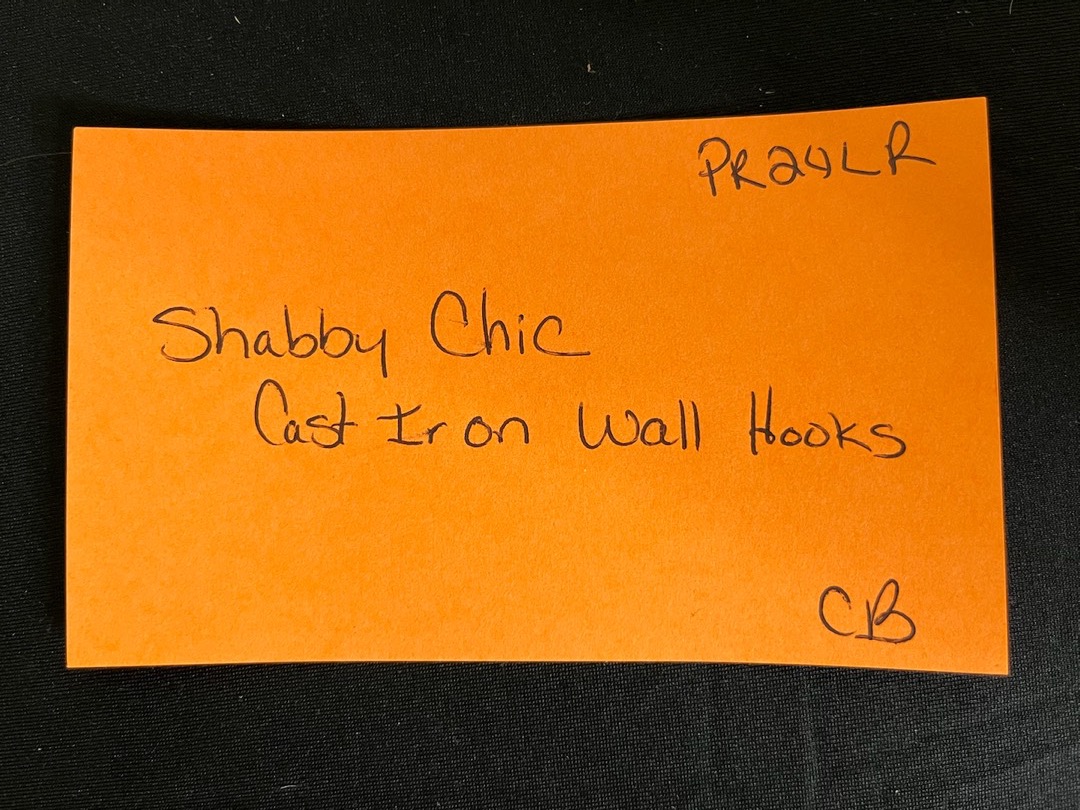 PR24LR
Shabby Chic
Cast Iron Wall Hooks
CB